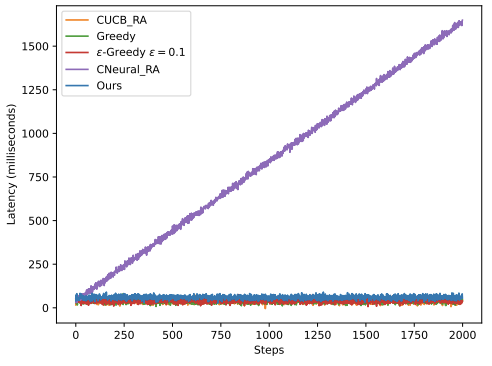 CUCB_RA
Greedy
ε-Greedy ε = 0.1
CNeural_RA
Ours
Latency (milliseconds)
1500
1250
1000
750
500
250
0
0 250 500 750 1000 1250 1500 1750 2000
Steps